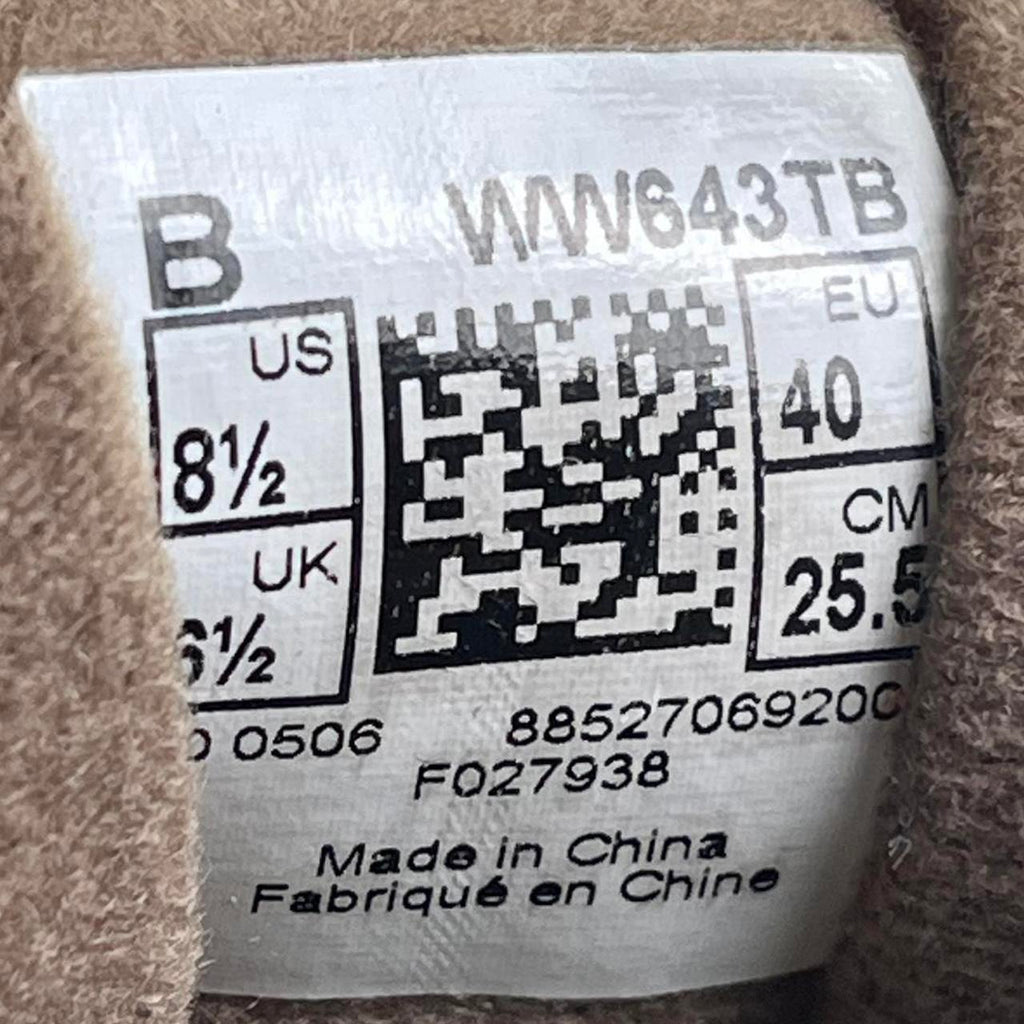 B WW643TB
US
8½
UK
6½
EU
40
CM
25.5
0506 8852706920
F027938
Made in China
Fabriqué en Chine